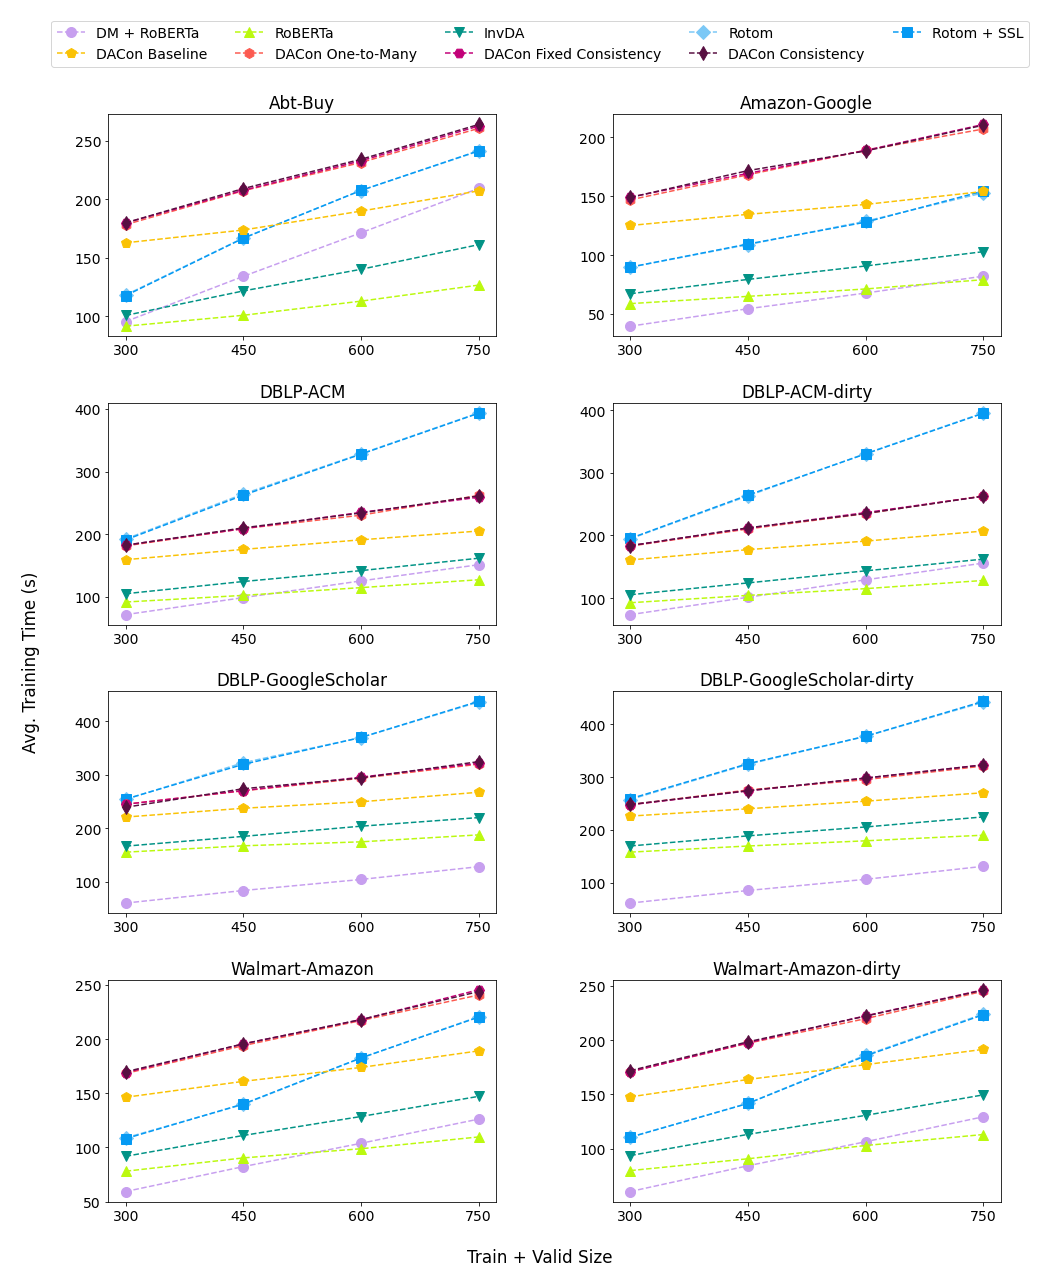 DM + RoBERTa RoBERTa InvDA Rotom Rotom + SSL
DACon Baseline DACon One-to-Many DACon Fixed Consistency DACon Consistency
Abt-Buy Amazon-Google
250
200
150
100
300 450 600 750
200
150
100
50
300 450 600 750
DBLP-ACM DBLP-ACM-dirty
400
300
200
100
300 450 600 750
400
300
200
100
300 450 600 750
Avg. Training Time (s)
DBLP-GoogleScholar DBLP-GoogleScholar-dirty
400
300
200
100
300 450 600 750
400
300
200
100
300 450 600 750
Walmart-Amazon Walmart-Amazon-dirty
250
200
150
100
50
300 450 600 750
250
200
150
100
300 450 600 750
Train + Valid Size